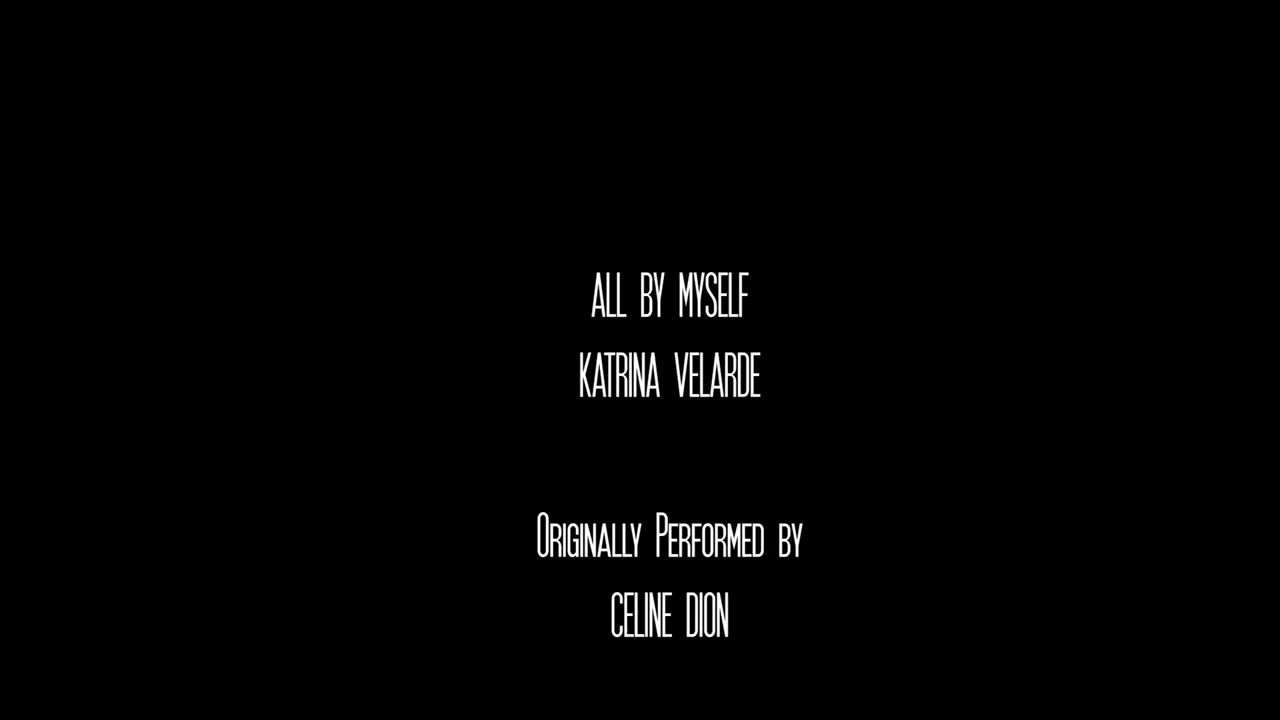 ALL BY MYSELF
KATRINA VELARDE
Originally Performed by
CELINE DION